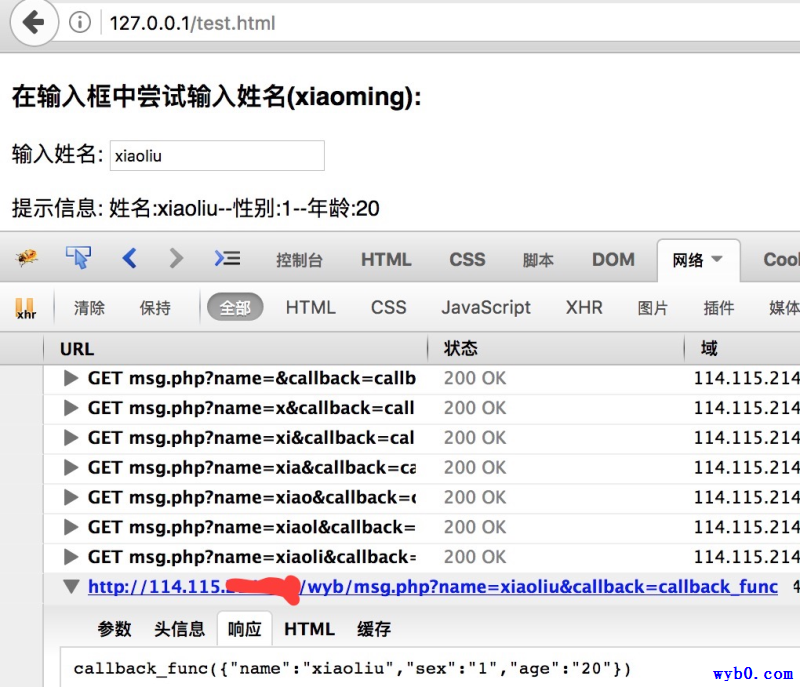 127.0.0.1/test.html
在输入框中尝试输入姓名(xiaoming):
输入姓名: xiaoliu
提示信息: 姓名:xiaoliu--性别:1--年龄:20
控制台 HTML CSS 脚本 DOM 网络 Cool
xhr 清除 保持 全部 HTML CSS JavaScript XHR 图片 插件 媒体
URL 状态 域
GET msg.php?name=&callback=callb 200 OK 114.115.214
GET msg.php?name=x&callback=call 200 OK 114.115.214
GET msg.php?name=xi&callback=cal 200 OK 114.115.214
GET msg.php?name=xia&callback=ca 200 OK 114.115.214
GET msg.php?name=xiao&callback=c 200 OK 114.115.214
GET msg.php?name=xiaol&callback= 200 OK 114.115.214
GET msg.php?name=xiaoli&callback= 200 OK 114.115.214
http://114.115. /wyb/msg.php?name=xiaoliu&callback=callback_func 4
参数 头信息 响应 HTML 缓存
callback_func({"name":"xiaoliu","sex":"1","age":"20"})
wyb0.com